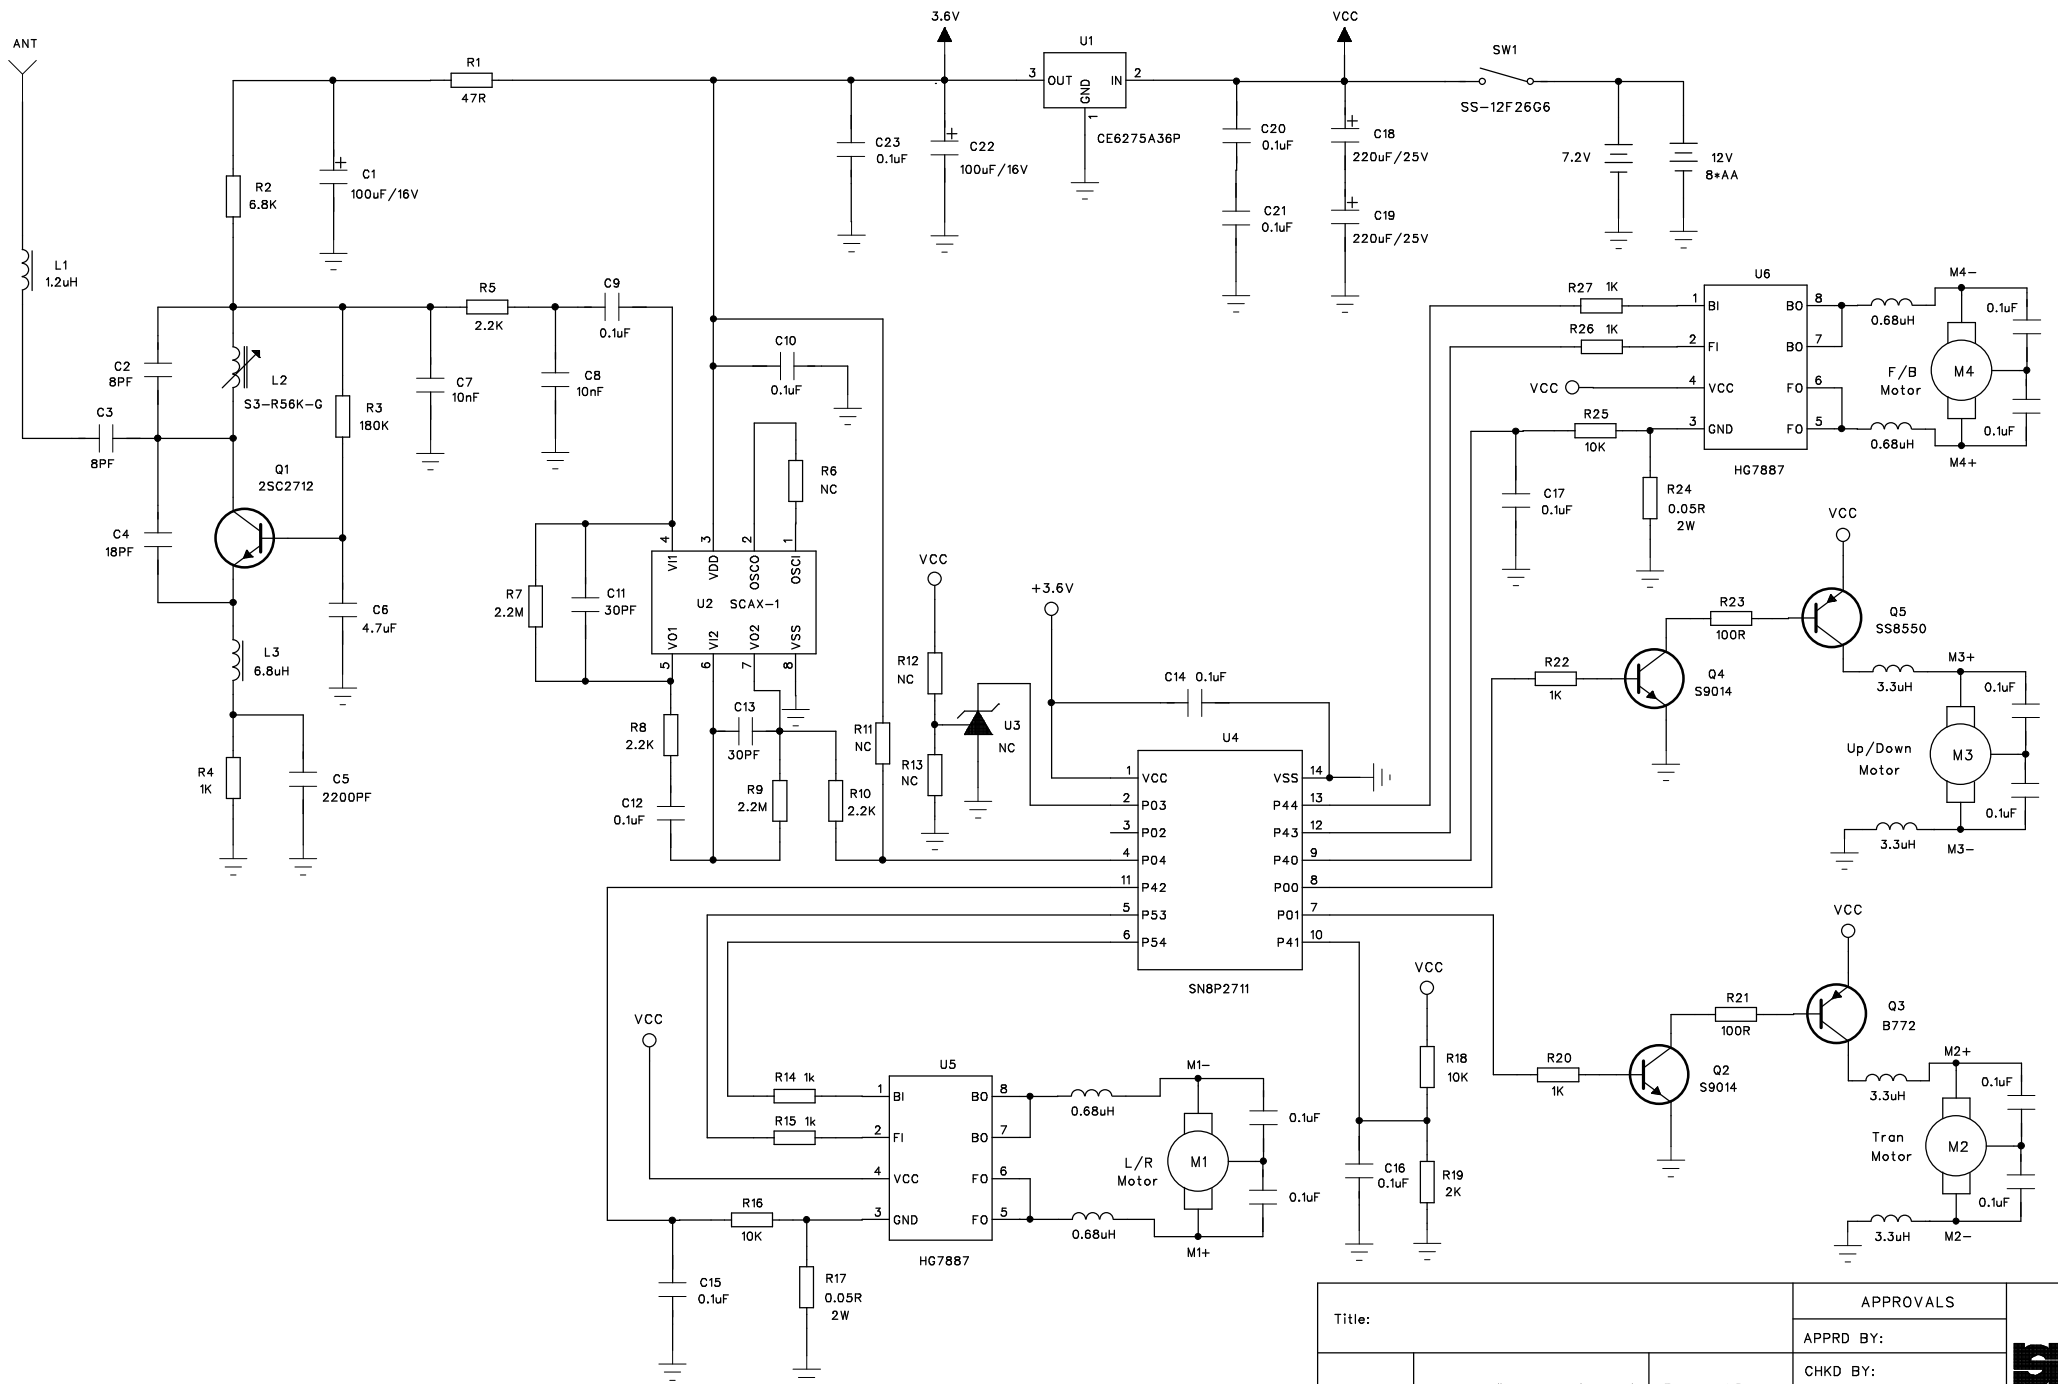 ANT
3.6V
VCC
R1
47R
U1
3 OUT IN 2
GND
1
CE6275A36P
SW1
SS-12F26G6
C23
0.1uF
+
C22
100uF/16V
C20
0.1uF
+
C18
220uF/25V
7.2V
12V
8*AA
R2
6.8K
+
C1
100uF/16V
C21
0.1uF
+
C19
220uF/25V
L1
1.2uH
R5
2.2K
C9
0.1uF
C10
0.1uF
C2
8PF
L2
S3-R56K-G
R3
180K
C7
10nF
C8
10nF
C3
8PF
Q1
2SC2712
C4
18PF
R6
NC
R27 1K
R26 1K
VCC
R25
10K
U6
1 BI BO 8
2 FI BO 7
4 VCC FO 6
3 GND FO 5
HG7887
0.68uH
0.68uH
M4-
M4
M4+
F/B
Motor
0.1uF
0.1uF
C17
0.1uF
R24
0.05R
2W
R7
2.2M
C11
30PF
4 3 2 1
VI1 VDD OSCO OSCI
U2 SCAX-1
VO1 VI2 VO2 VSS
5 6 7 8
C6
4.7uF
L3
6.8uH
VCC
+3.6V
R12
NC
R13
NC
U3
NC
R11
NC
R8
2.2K
C13
30PF
R9
2.2M
R10
2.2K
C12
0.1uF
R4
1K
C5
2200PF
C14 0.1uF
U4
1 VCC VSS 14
2 P03 P44 13
3 P02 P43 12
4 P04 P40 9
11 P42 P00 8
5 P53 P01 7
6 P54 P41 10
SN8P2711
VCC
R23
100R
Q5
SS8550
R22
1K
Q4
S9014
3.3uH
M3+
0.1uF
Up/Down
Motor
M3
0.1uF
3.3uH
M3-
VCC
R21
100R
Q3
B772
R20
1K
Q2
S9014
M2+
0.1uF
3.3uH
Tran
Motor
M2
0.1uF
3.3uH
M2-
VCC
R18
10K
C16
0.1uF
R19
2K
VCC
U5
R14 1k
R15 1k
1 BI BO 8
2 FI BO 7
4 VCC FO 6
3 GND FO 5
HG7887
R16
10K
C15
0.1uF
R17
0.05R
2W
M1-
0.68uH
0.1uF
L/R
Motor
M1
0.1uF
0.68uH
M1+
Title:
APPROVALS
APPRD BY:
CHKD BY: